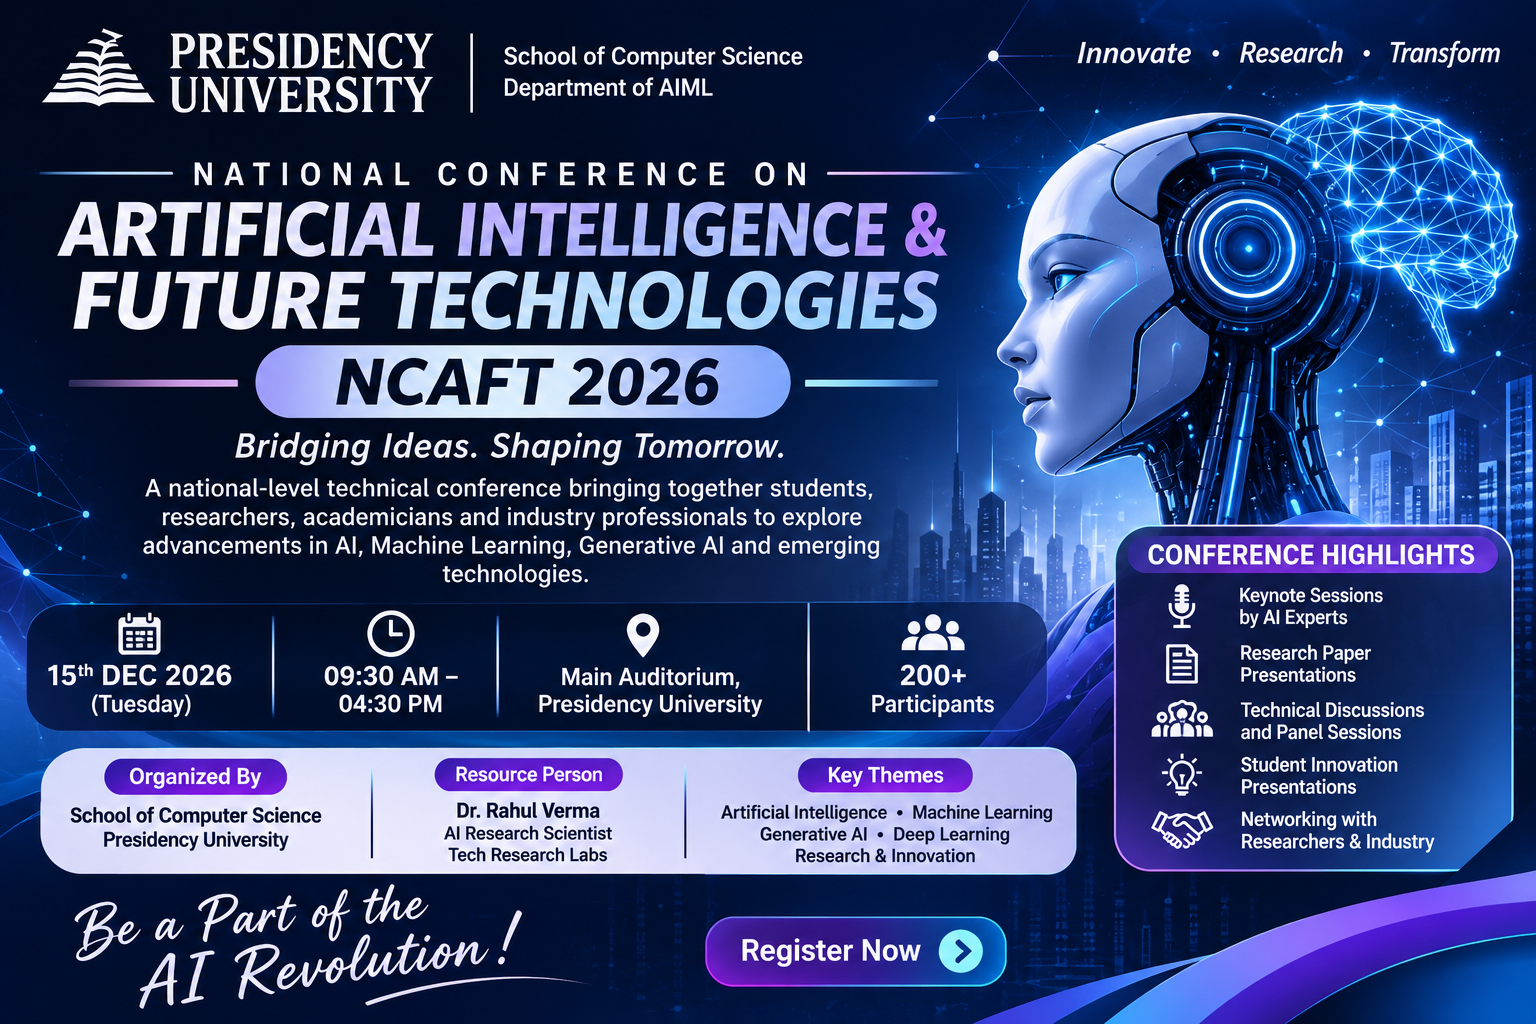 PRESIDENCY
UNIVERSITY
School of Computer Science
Department of AIML
Innovate • Research • Transform
NATIONAL CONFERENCE ON
ARTIFICIAL INTELLIGENCE &
FUTURE TECHNOLOGIES
NCAFT 2026
Bridging Ideas. Shaping Tomorrow.
A national-level technical conference bringing together students,
researchers, academicians and industry professionals to explore
advancements in AI, Machine Learning, Generative AI and emerging
technologies.
15th DEC 2026
(Tuesday)
09:30 AM –
04:30 PM
Main Auditorium,
Presidency University
200+
Participants
CONFERENCE HIGHLIGHTS
Keynote Sessions
by AI Experts
Research Paper
Presentations
Technical Discussions
and Panel Sessions
Student Innovation
Presentations
Networking with
Researchers & Industry
Organized By
School of Computer Science
Presidency University
Resource Person
Dr. Rahul Verma
AI Research Scientist
Tech Research Labs
Key Themes
Artificial Intelligence • Machine Learning
Generative AI • Deep Learning
Research & Innovation
Be a Part of the
AI Revolution!
Register Now